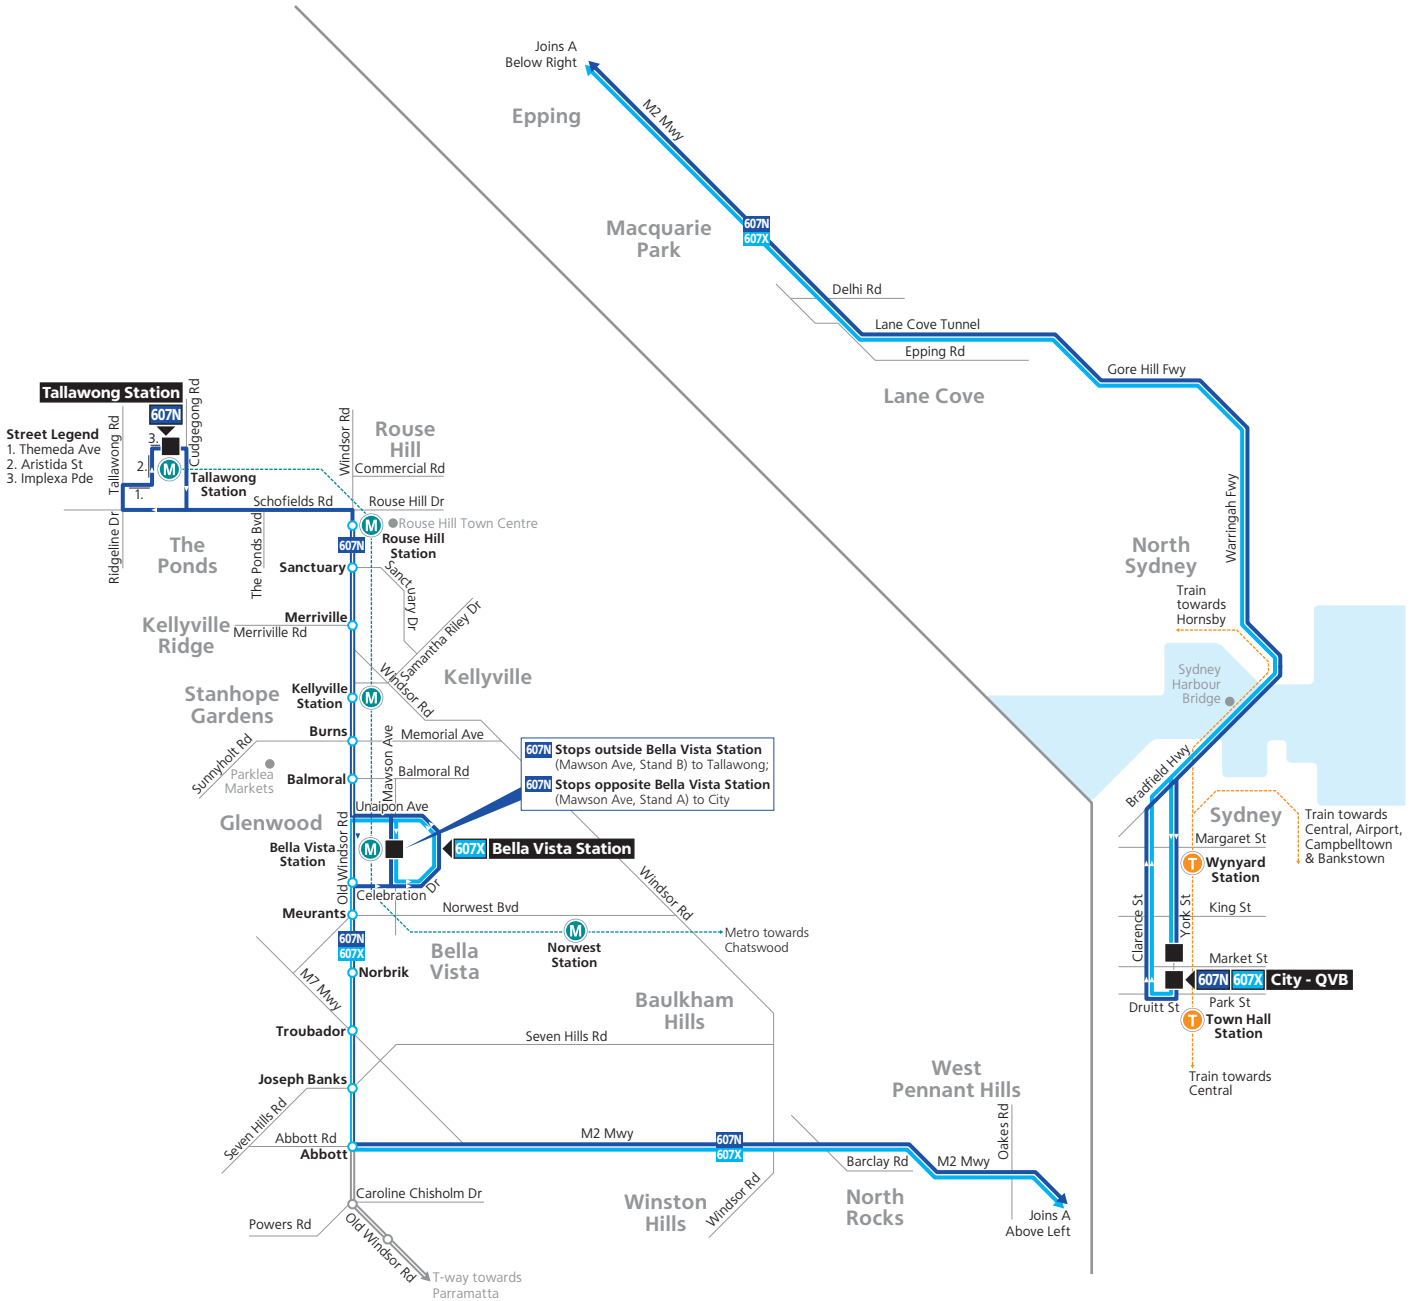 Joins A
Below Right
M2 Mwy
Epping
Macquarie
Park
607N
607X
Delhi Rd
Lane Cove Tunnel
Epping Rd
Gore Hill Fwy
Lane Cove
Warringah Fwy
North
Sydney
Train
towards
Hornsby
Sydney
Harbour
Bridge
Bradfield Hwy
Sydney
Train towards
Central, Airport,
Campbelltown
& Bankstown
Margaret St
T
Wynyard
Station
Clarence St
York St
King St
Market St
607N
607X
City - QVB
Park St
Druitt St
T
Town Hall
Station
Train towards
Central
Tallawong Station
607N
Street Legend
1. Themeda Ave
2. Aristida St
3. Implexa Pde
Tallawong Rd
Cudgegong Rd
3.
2.
1.
M
Tallawong
Station
Windsor Rd
Rouse
Hill
Commercial Rd
Schofields Rd
Rouse Hill Dr
Ridgeline Dr
The
Ponds
The Ponds Bvd
M
Rouse Hill Town Centre
Rouse Hill
Station
607N
Sanctuary
Sanctuary Dr
Merriville
Merriville Rd
Kellyville
Ridge
Samantha Riley Dr
Kellyville
Windsor Rd
Stanhope
Gardens
Kellyville
Station
M
Burns
Memorial Ave
Sunnyholt Rd
Mawson Ave
Parklea
Markets
Balmoral
Balmoral Rd
607N Stops outside Bella Vista Station
(Mawson Ave, Stand B) to Tallawong;
607N Stops opposite Bella Vista Station
(Mawson Ave, Stand A) to City
Unaipon Ave
Glenwood
Old Windsor Rd
Bella Vista
Station
M
607X
Bella Vista Station
Celebration Dr
Windsor Rd
Meurants
Norwest Bvd
607N
607X
Bella
Vista
M
Norwest
Station
Metro towards
Chatswood
M7 Mwy
Norbrik
Baulkham
Hills
Troubador
Seven Hills Rd
Joseph Banks
Seven Hills Rd
West
Pennant Hills
Oakes Rd
Abbott Rd
Abbott
M2 Mwy
607N
607X
Barclay Rd
M2 Mwy
Caroline Chisholm Dr
Powers Rd
Old Windsor Rd
Winston
Hills
Windsor Rd
North
Rocks
Joins A
Above Left
T-way towards
Parramatta